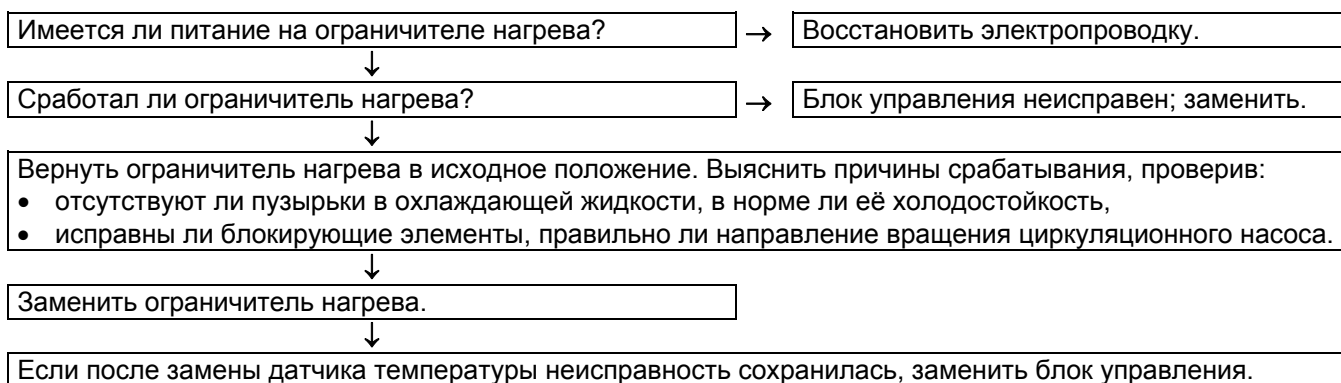 Имеется ли питание на ограничителе нагрева? → Восстановить электропроводку.
↓
Сработал ли ограничитель нагрева? → Блок управления неисправен; заменить.
↓
Вернуть ограничитель нагрева в исходное положение. Выяснить причины срабатывания, проверив:
• отсутствуют ли пузырьки в охлаждающей жидкости, в норме ли её холодостойкость,
• исправны ли блокирующие элементы, правильно ли направление вращения циркуляционного насоса.
↓
Заменить ограничитель нагрева.
↓
Если после замены датчика температуры неисправность сохранилась, заменить блок управления.